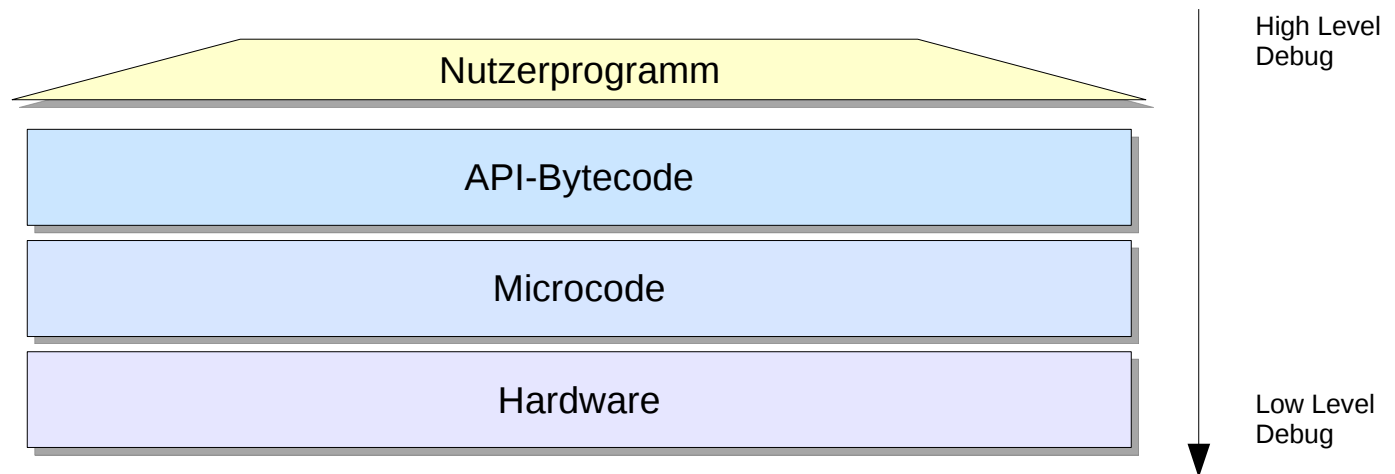 High Level
Debug
Nutzerprogramm
API-Bytecode
Microcode
Hardware
Low Level
Debug